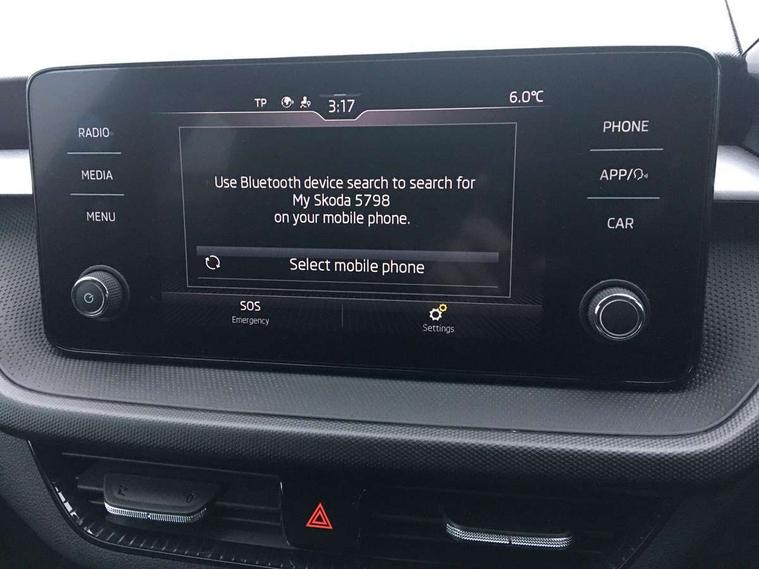 TP 3:17 6.0°C
RADIO
MEDIA
MENU
Use Bluetooth device search to search for
My Skoda 5798
on your mobile phone.
Select mobile phone
SOS
Emergency
Settings
PHONE
APP/
CAR